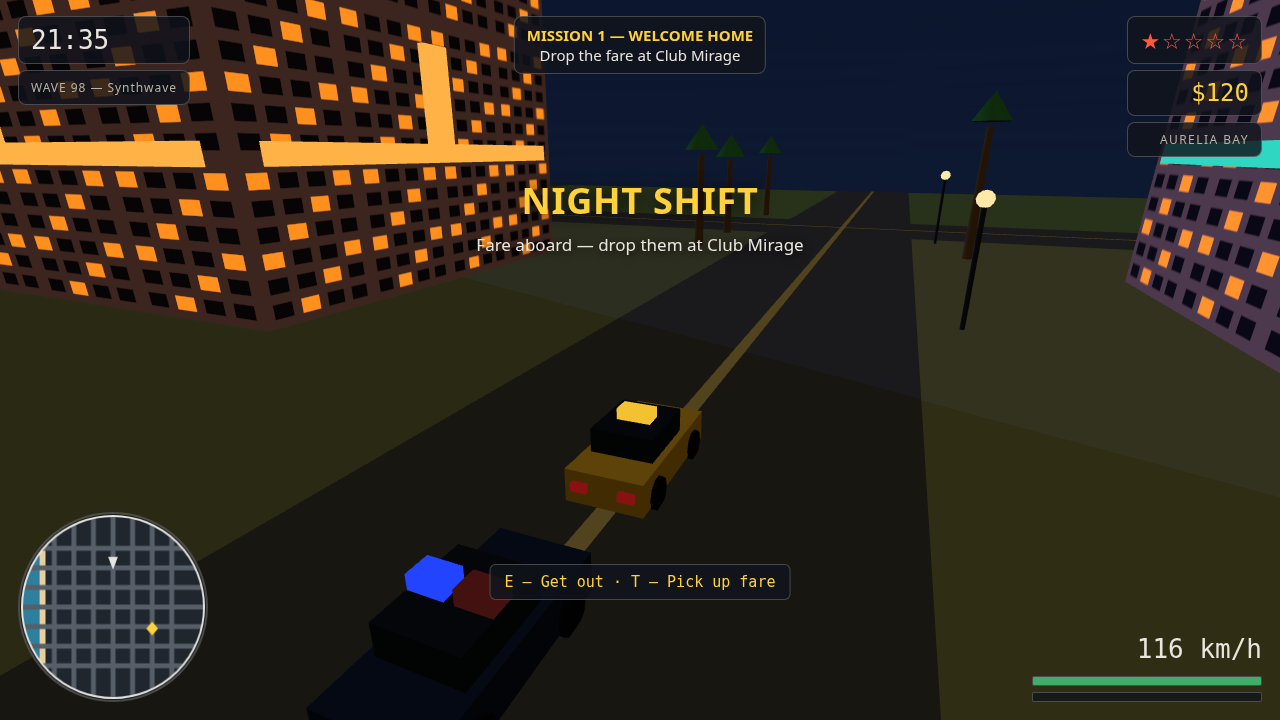 21:35
WAVE 98 — Synthwave
MISSION 1 — WELCOME HOME
Drop the fare at Club Mirage
★☆☆☆☆
$120
AURELIA BAY
NIGHT SHIFT
Fare aboard — drop them at Club Mirage
E — Get out · T — Pick up fare
116 km/h